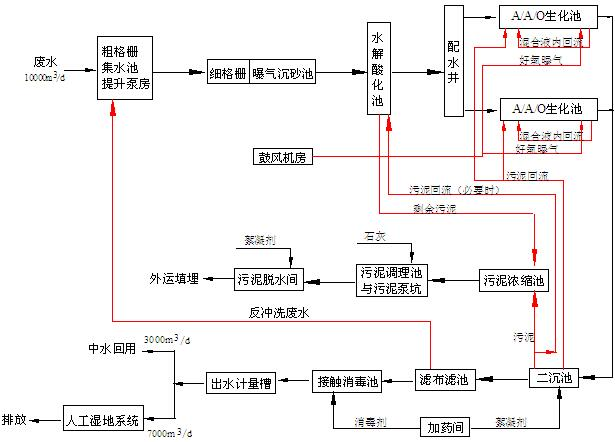 A/A/O生化池
混合液内回流
好氧曝气
废水
10000m³/d
粗格栅
集水池
提升泵房
细格栅
曝气沉砂池
水解酸化池
配水井
A/A/O生化池
混合液内回流
好氧曝气
鼓风机房
污泥回流
污泥回流（必要时）
剩余污泥
絮凝剂
石灰
外运填埋
污泥脱水间
污泥调理池
与污泥泵坑
污泥浓缩池
反冲洗废水
污泥
中水回用
3000m³/d
出水计量槽
接触消毒池
滤布滤池
二沉池
排放
人工湿地系统
7000m³/d
消毒剂
加药间
絮凝剂